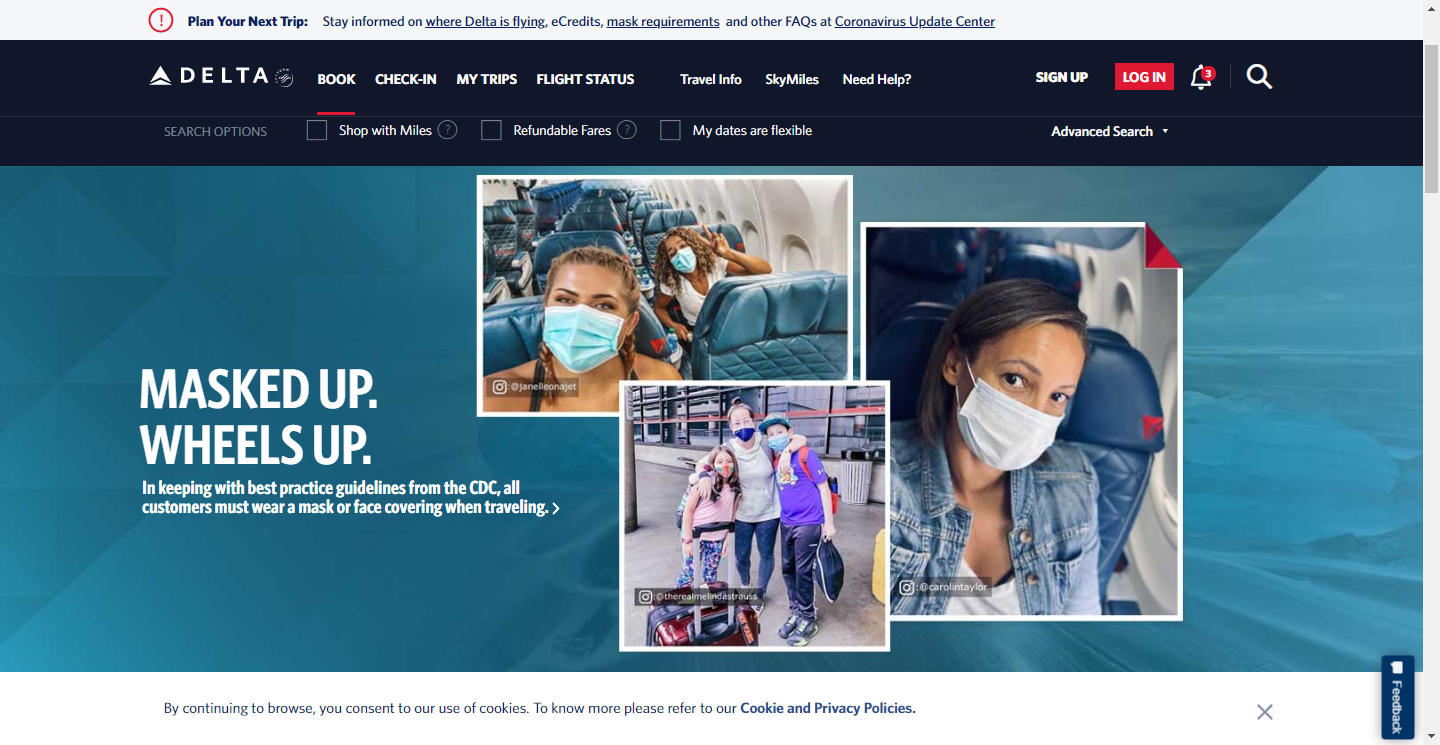 ! Plan Your Next Trip: Stay informed on where Delta is flying, eCredits, mask requirements and other FAQs at Coronavirus Update Center
DELTA BOOK CHECK-IN MY TRIPS FLIGHT STATUS Travel Info SkyMiles Need Help? SIGN UP LOG IN 3
SEARCH OPTIONS Shop with Miles ? Refundable Fares ? My dates are flexible Advanced Search
MASKED UP.
WHEELS UP.
In keeping with best practice guidelines from the CDC, all
customers must wear a mask or face covering when traveling.
:@janelleonajet
:@therealmelindastrauss
:@carolintaylor
By continuing to browse, you consent to our use of cookies. To know more please refer to our Cookie and Privacy Policies.
Feedback